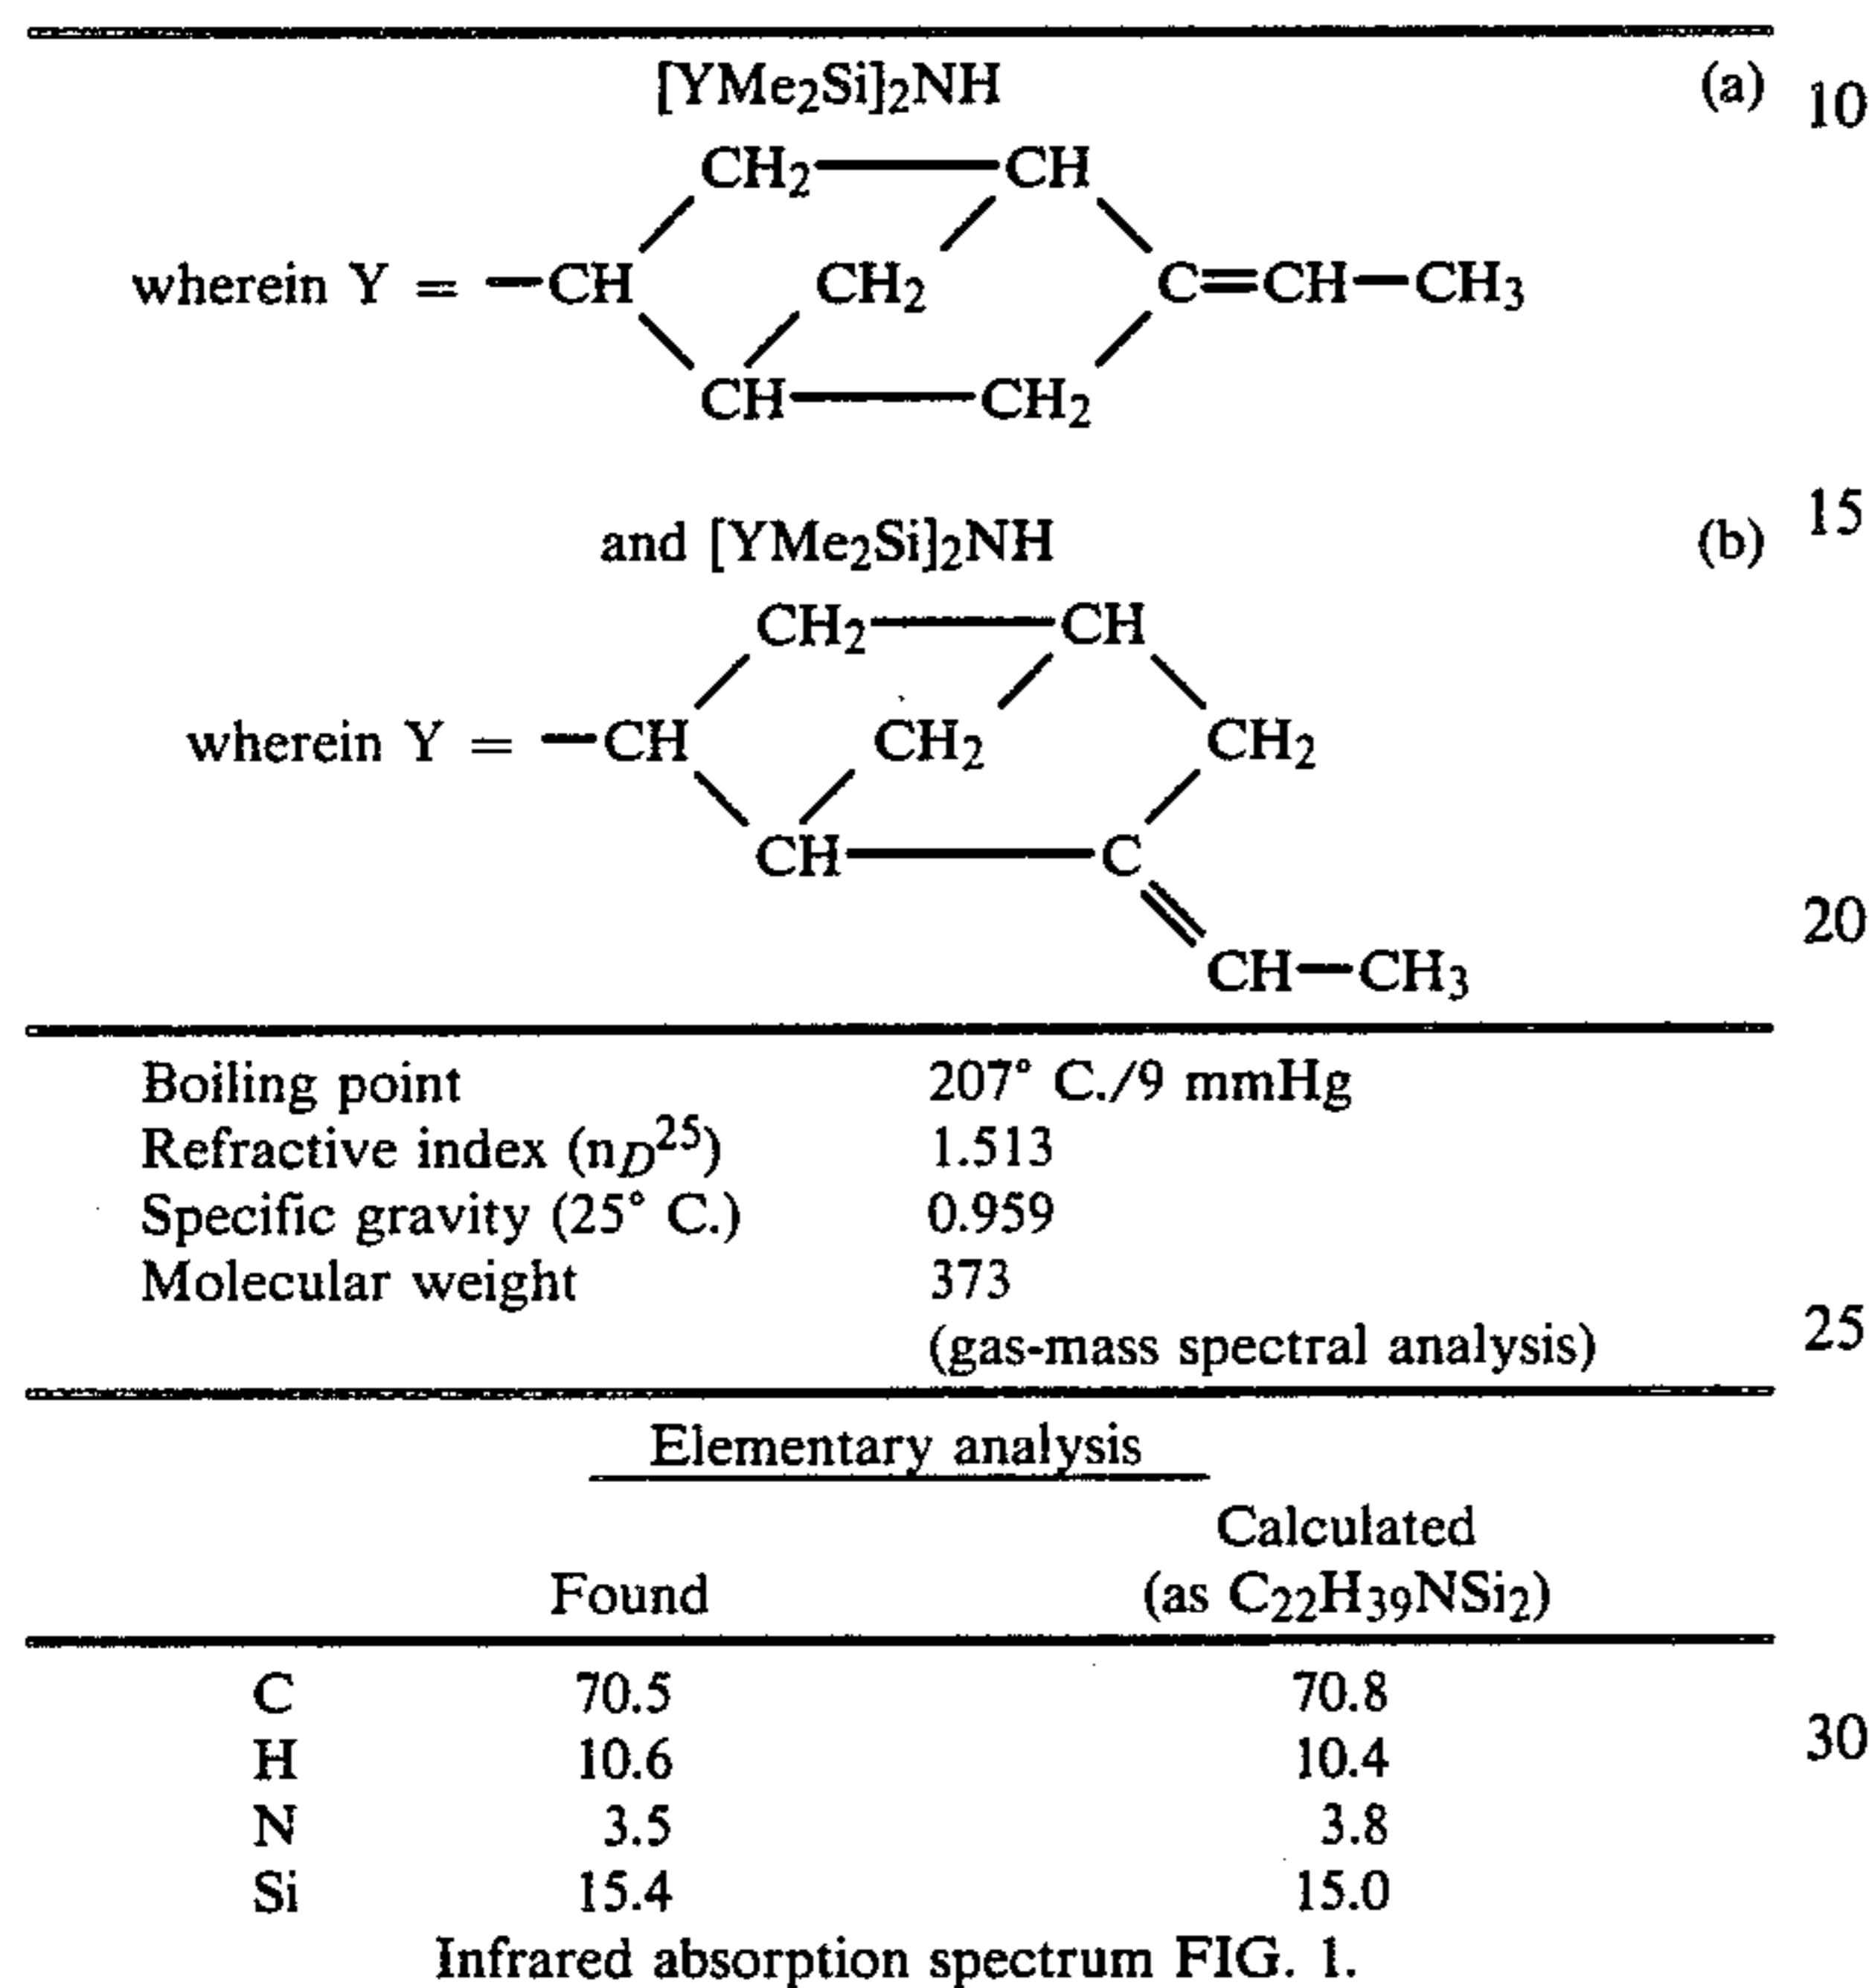 [YMe₂Si]₂NH (a) 10
CH₂ CH
wherein Y = —CH CH₂ C=CH—CH₃
CH CH₂
and [YMe₂Si]₂NH (b) 15
CH₂ CH
wherein Y = —CH CH₂ CH₂
CH C
20
CH—CH₃
Boiling point 207° C./9 mmHg
Refractive index (n_D²⁵) 1.513
Specific gravity (25° C.) 0.959
Molecular weight 373
(gas-mass spectral analysis) 25
Elementary analysis
Calculated
Found (as C₂₂H₃₉NSi₂)
C 70.5 70.8
H 10.6 10.4 30
N 3.5 3.8
Si 15.4 15.0
Infrared absorption spectrum FIG. 1.